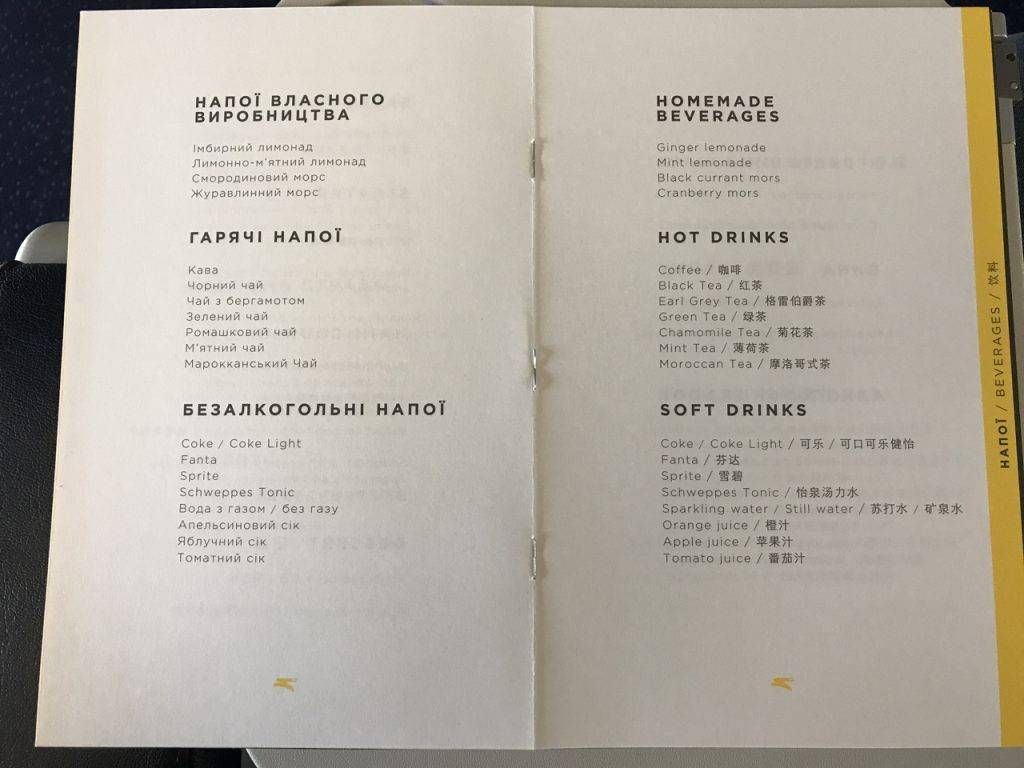 НАПОЇ ВЛАСНОГО
ВИРОБНИЦТВА
Імбирний лимонад
Лимонно-м'ятний лимонад
Смородиновий морс
Журавлинний морс
ГАРЯЧІ НАПОЇ
Кава
Чорний чай
Чай з бергамотом
Зелений чай
Ромашковий чай
М'ятний чай
Марокканський Чай
БЕЗАЛКОГОЛЬНІ НАПОЇ
Coke / Coke Light
Fanta
Sprite
Schweppes Tonic
Вода з газом / без газу
Апельсиновий сік
Яблучний сік
Томатний сік
HOMEMADE
BEVERAGES
Ginger lemonade
Mint lemonade
Black currant mors
Cranberry mors
HOT DRINKS
Coffee / 咖啡
Black Tea / 红茶
Earl Grey Tea / 格雷伯爵茶
Green Tea / 绿茶
Chamomile Tea / 菊花茶
Mint Tea / 薄荷茶
Moroccan Tea / 摩洛哥式茶
SOFT DRINKS
Coke / Coke Light / 可乐 / 可口可乐健怡
Fanta / 芬达
Sprite / 雪碧
Schweppes Tonic / 怡泉汤力水
Sparkling water / Still water / 苏打水 / 矿泉水
Orange juice / 橙汁
Apple juice / 苹果汁
Tomato juice / 番茄汁
НАПОЇ / BEVERAGES / 饮料